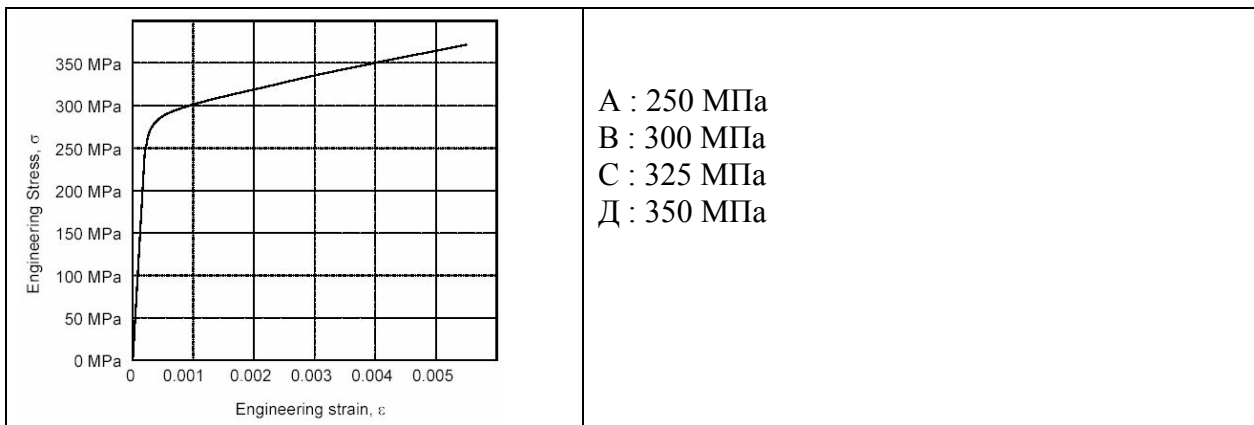 350 MPa
300 MPa
250 MPa
200 MPa
150 MPa
100 MPa
50 MPa
0 MPa
Engineering Stress, σ
0 0.001 0.002 0.003 0.004 0.005
Engineering strain, ε
А : 250 МПа
В : 300 МПа
С : 325 МПа
Д : 350 МПа